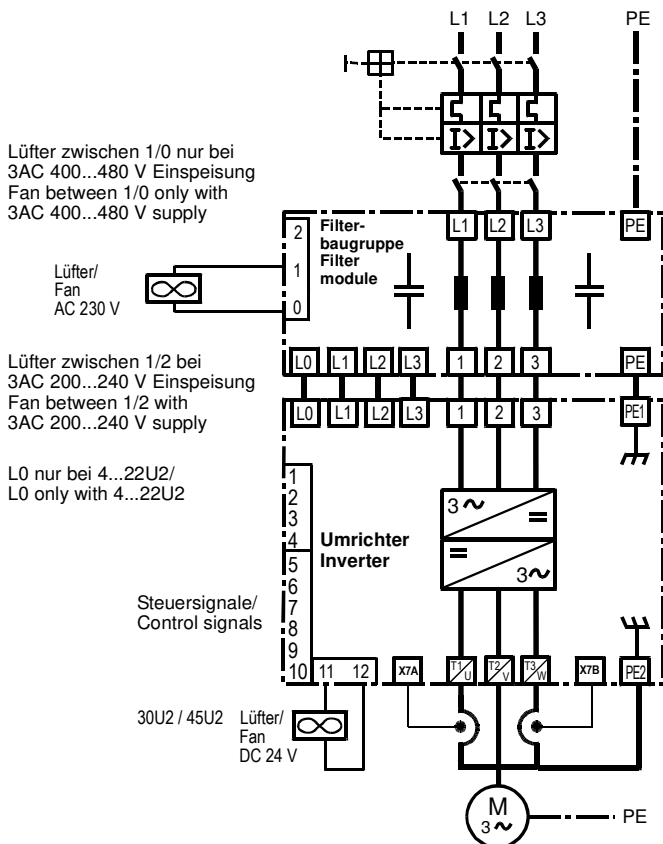 L1 L2 L3 PE
I> I> I>
Lüfter zwischen 1/0 nur bei
3AC 400...480 V Einspeisung
Fan between 1/0 only with
3AC 400...480 V supply
L1 L2 L3 PE
2
1
0
Filter-
baugruppe
Filter
module
Lüfter/
Fan
AC 230 V
L0 L1 L2 L3 1 2 3 PE
Lüfter zwischen 1/2 bei
3AC 200...240 V Einspeisung
Fan between 1/2 with
3AC 200...240 V supply
L0 L1 L2 L3 1 2 3 PE1
L0 nur bei 4...22U2/
L0 only with 4...22U2
1
2
3
4
5
6
7
8
9
10
Umrichter
Inverter
3
3
Steuersignale/
Control signals
11 12 X7A T1/U T2/V T3/W X7B PE2
30U2 / 45U2
Lüfter/
Fan
DC 24 V
M
3
PE